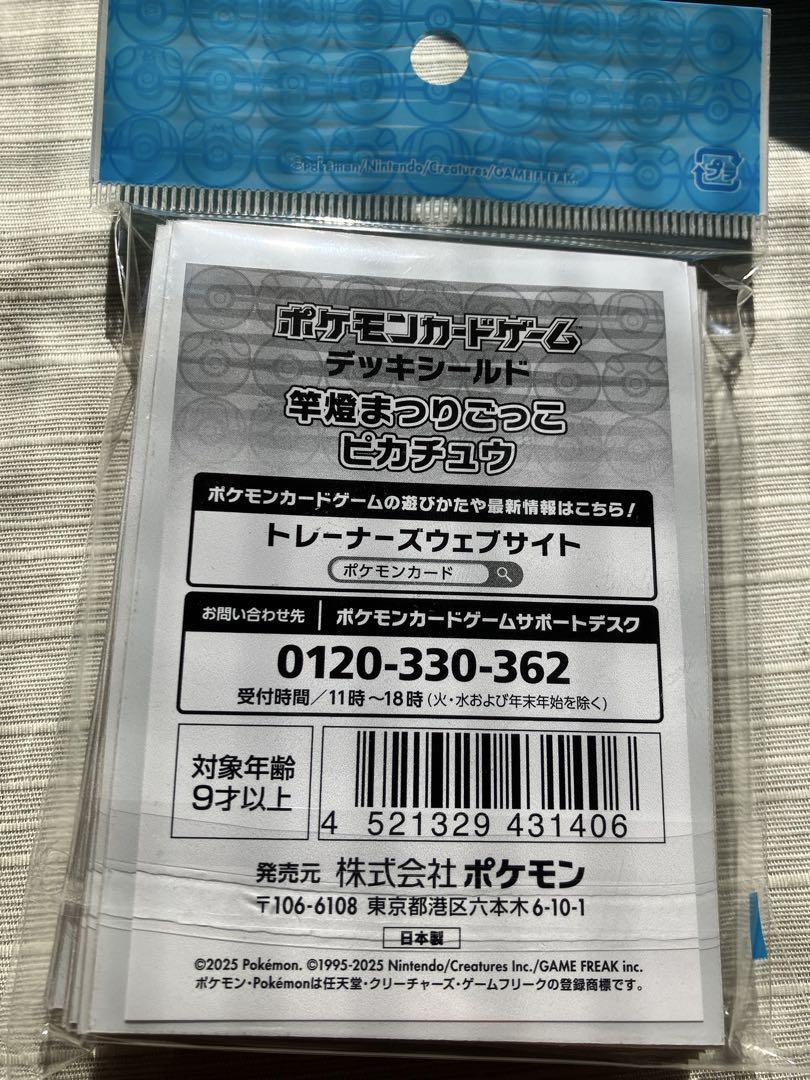 ©Pokémon/Nintendo/Creatures/GAMEFREAK.
プラ
ポケモンカードゲーム™
デッキシールド
竿燈まつりごっこ
ピカチュウ
ポケモンカードゲームの遊びかたや最新情報はこちら!
トレーナーズウェブサイト
ポケモンカード
お問い合わせ先 | ポケモンカードゲームサポートデスク
0120-330-362
受付時間/11時~18時(火・水および年末年始を除く)
対象年齢
9才以上
4 521329 431406
発売元 株式会社 ポケモン
〒106-6108 東京都港区六本木6-10-1
日本製
©2025 Pokémon. ©1995-2025 Nintendo/Creatures Inc./GAME FREAK inc.
ポケモン・Pokémonは任天堂・クリーチャーズ・ゲームフリークの登録商標です。